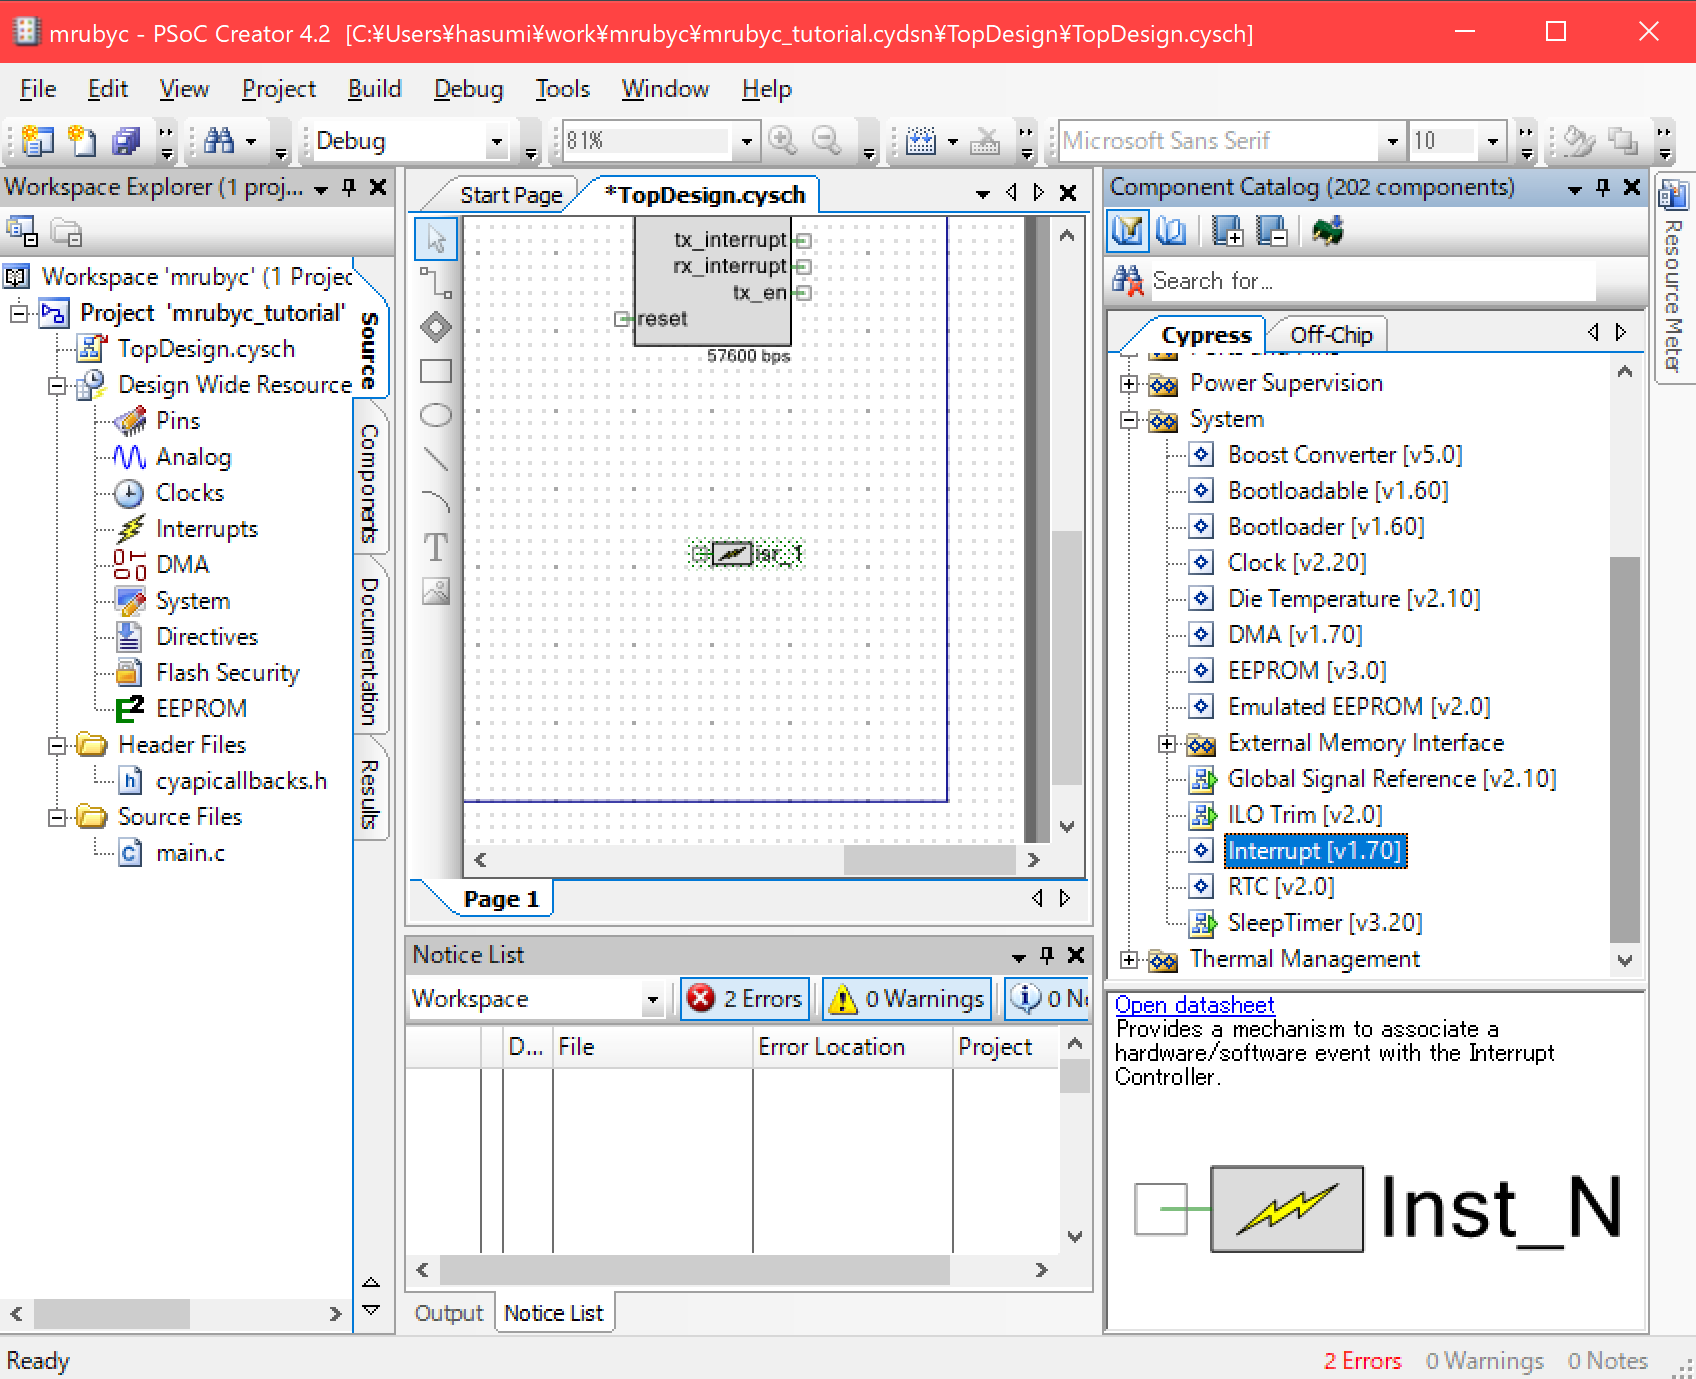 mrubyc - PSoC Creator 4.2 [C:¥Users¥hasumi¥work¥mrubyc¥mrubyc_tutorial.cydsn¥TopDesign¥TopDesign.cysch]
File Edit View Project Build Debug Tools Window Help
Debug 81% Microsoft Sans Serif 10
Workspace Explorer (1 proj...
Workspace 'mrubyc' (1 Projec
Project 'mrubyc_tutorial'
TopDesign.cysch
Design Wide Resource
Pins
Analog
Clocks
Interrupts
DMA
System
Directives
Flash Security
EEPROM
Header Files
cyapicallbacks.h
Source Files
main.c
Source
Components
Documentation
Results
Start Page
*TopDesign.cysch
tx_interrupt
rx_interrupt
tx_en
reset
57600 bps
isr_1
Page 1
Notice List
Workspace 2 Errors 0 Warnings 0 N
D... File Error Location Project
Output Notice List
Component Catalog (202 components)
Search for...
Cypress Off-Chip
Ports and Pins
Power Supervision
System
Boost Converter [v5.0]
Bootloadable [v1.60]
Bootloader [v1.60]
Clock [v2.20]
Die Temperature [v2.10]
DMA [v1.70]
EEPROM [v3.0]
Emulated EEPROM [v2.0]
External Memory Interface
Global Signal Reference [v2.10]
ILO Trim [v2.0]
Interrupt [v1.70]
RTC [v2.0]
SleepTimer [v3.20]
Thermal Management
Open datasheet
Provides a mechanism to associate a
hardware/software event with the Interrupt
Controller.
Inst_N
Resource Meter
Ready
2 Errors 0 Warnings 0 Notes